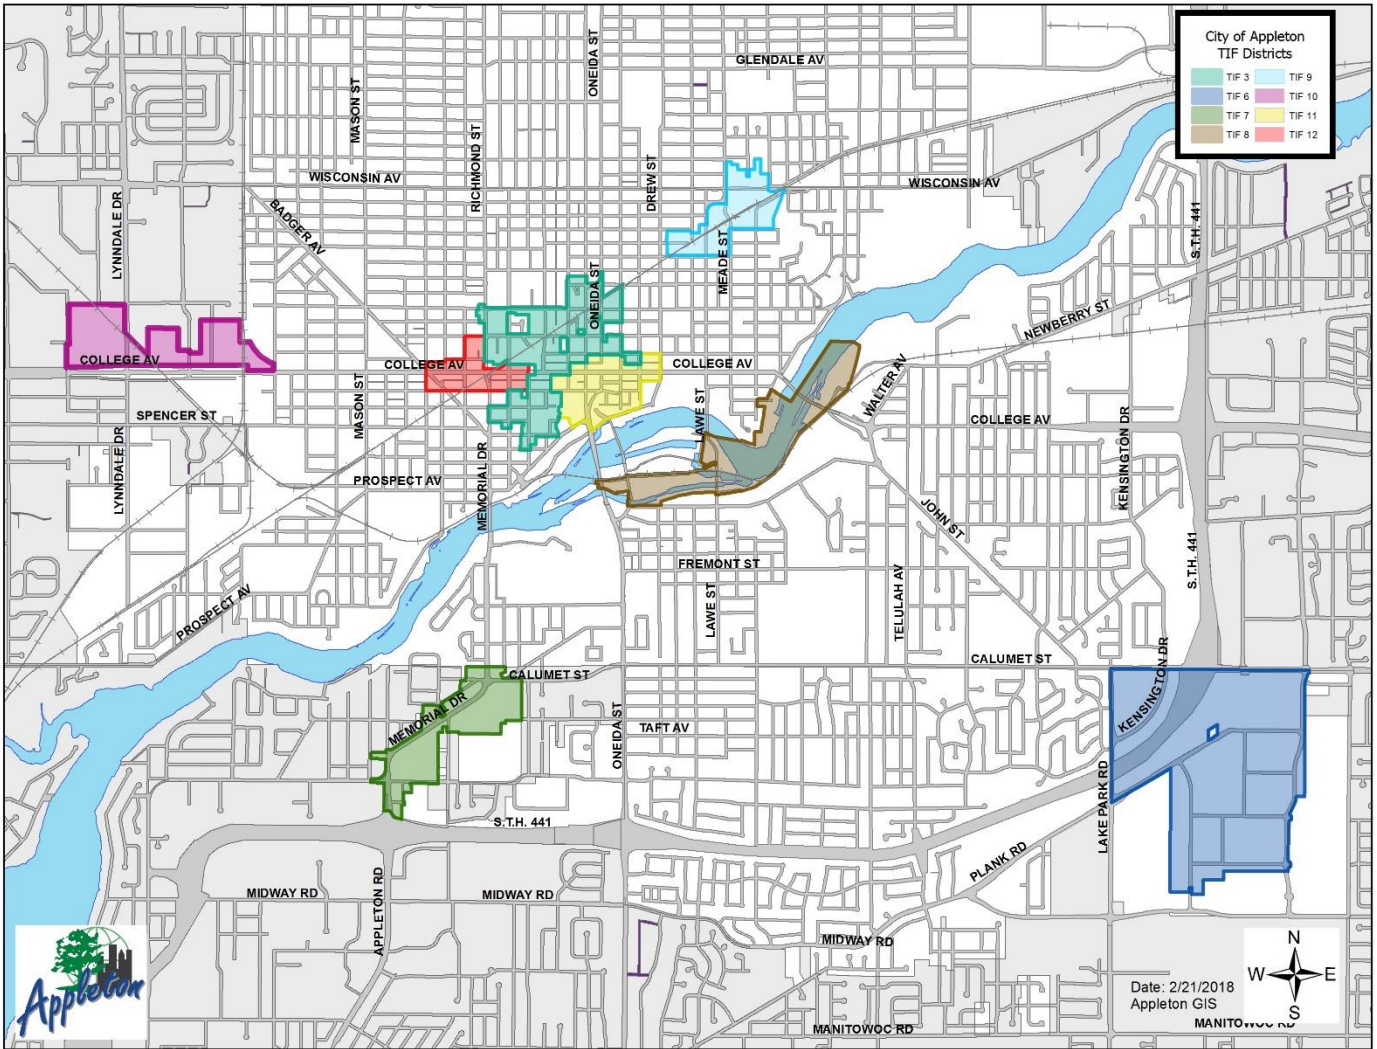 City of Appleton
TIF Districts
TIF 3
TIF 9
TIF 6
TIF 10
TIF 7
TIF 11
TIF 8
TIF 12
GLENDALE AV
ONEIDA ST
MASON ST
RICHMOND ST
WISCONSIN AV
DREW ST
WISCONSIN AV
LYNNDALE DR
BADGER AV
S.T.H. 441
MEADE ST
ONEIDA ST
NEWBERRY ST
COLLEGE AV
COLLEGE AV
COLLEGE AV
WALTER AV
MASON ST
LAWE ST
SPENCER ST
COLLEGE AV
KENSINGTON DR
LYNNDALE DR
MEMORIAL DR
PROSPECT AV
JOHN ST
S.T.H. 441
FREMONT ST
PROSPECT AV
LAWE ST
TELULAH AV
CALUMET ST
CALUMET ST
KENSINGTON DR
MEMORIAL DR
ONEIDA ST
TAFT AV
LAKE PARK RD
S.T.H. 441
PLANK RD
MIDWAY RD
MIDWAY RD
APPLETON RD
MIDWAY RD
Appleton
N
W
E
S
Date: 2/21/2018
Appleton GIS
MANITOWOC RD
MANITOWOC RD